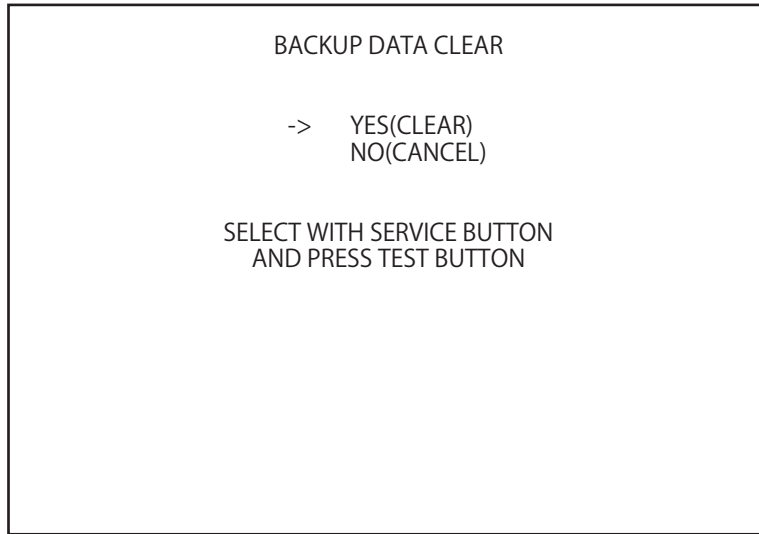 BACKUP DATA CLEAR
-> YES(CLEAR)
NO(CANCEL)
SELECT WITH SERVICE BUTTON
AND PRESS TEST BUTTON